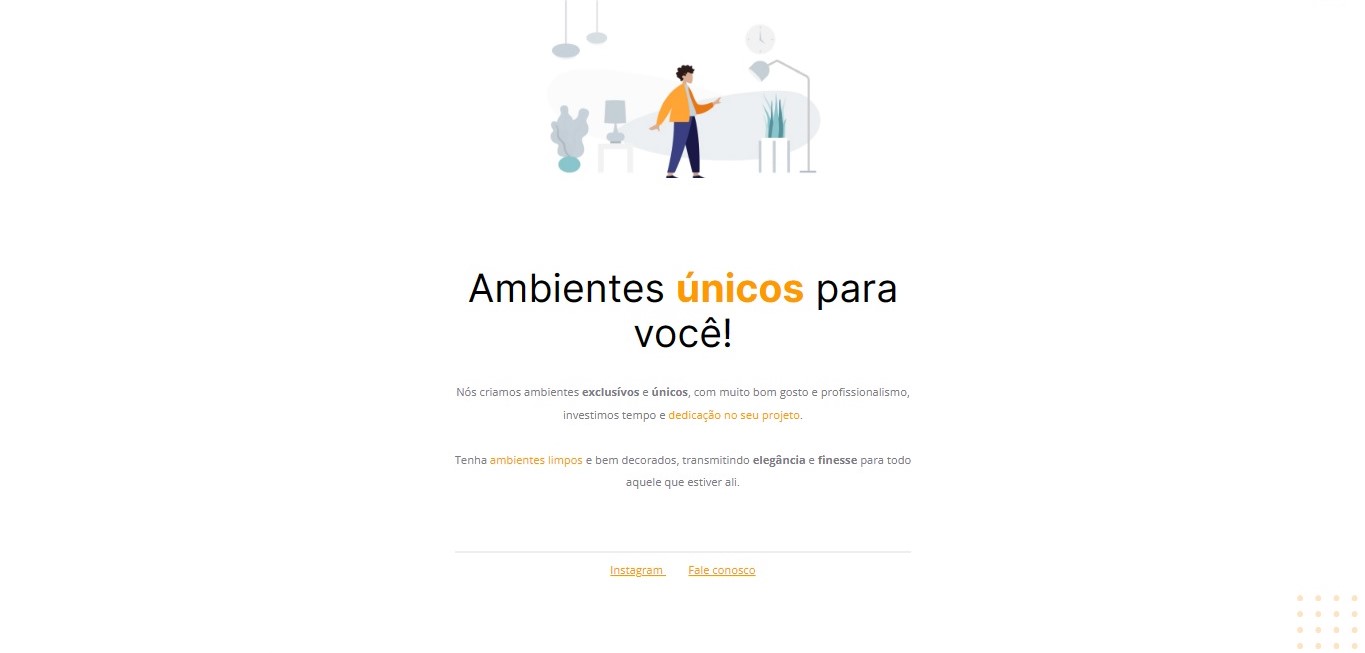 Ambientes únicos para
você!
Nós criamos ambientes exclusívos e únicos, com muito bom gosto e profissionalismo,
investimos tempo e dedicação no seu projeto.
Tenha ambientes limpos e bem decorados, transmitindo elegância e finesse para todo
aquele que estiver ali.
Instagram Fale conosco